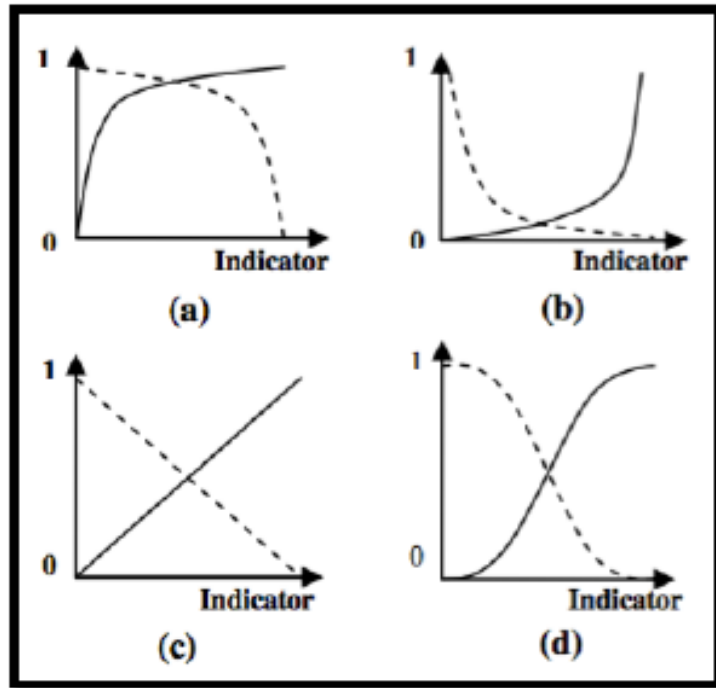 1
0
Indicator
(a)
1
0
Indicator
(b)
1
0
Indicator
(c)
1
0
Indicator
(d)